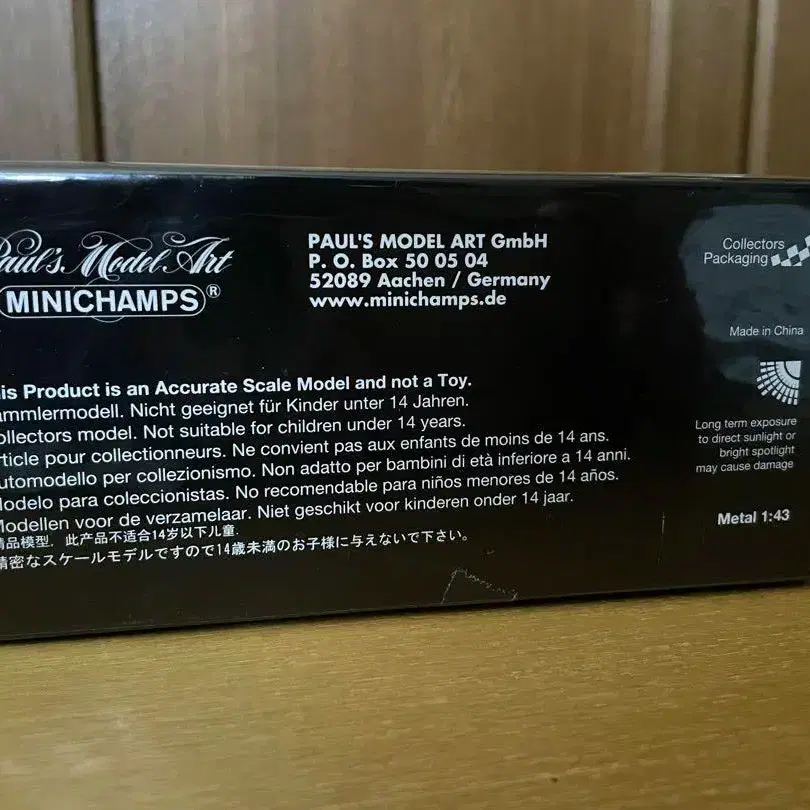 Paul's Model Art
MINICHAMPS®
PAUL'S MODEL ART GmbH
P. O. Box 50 05 04
52089 Aachen / Germany
www.minichamps.de
Collectors
Packaging
Made in China
Long term exposure
to direct sunlight or
bright spotlight
may cause damage
Metal 1:43
is Product is an Accurate Scale Model and not a Toy.
ammlermodell. Nicht geeignet für Kinder unter 14 Jahren.
ollectors model. Not suitable for children under 14 years.
rticle pour collectionneurs. Ne convient pas aux enfants de moins de 14 ans.
utomodello per collezionismo. Non adatto per bambini di età inferiore a 14 anni.
Modelo para coleccionistas. No recomendable para niños menores de 14 años.
Modellen voor de verzamelaar. Niet geschikt voor kinderen onder 14 jaar.
精品模型．此产品不适合14岁以下儿童．
精密なスケールモデルですので14歳未満のお子様に与えないで下さい。